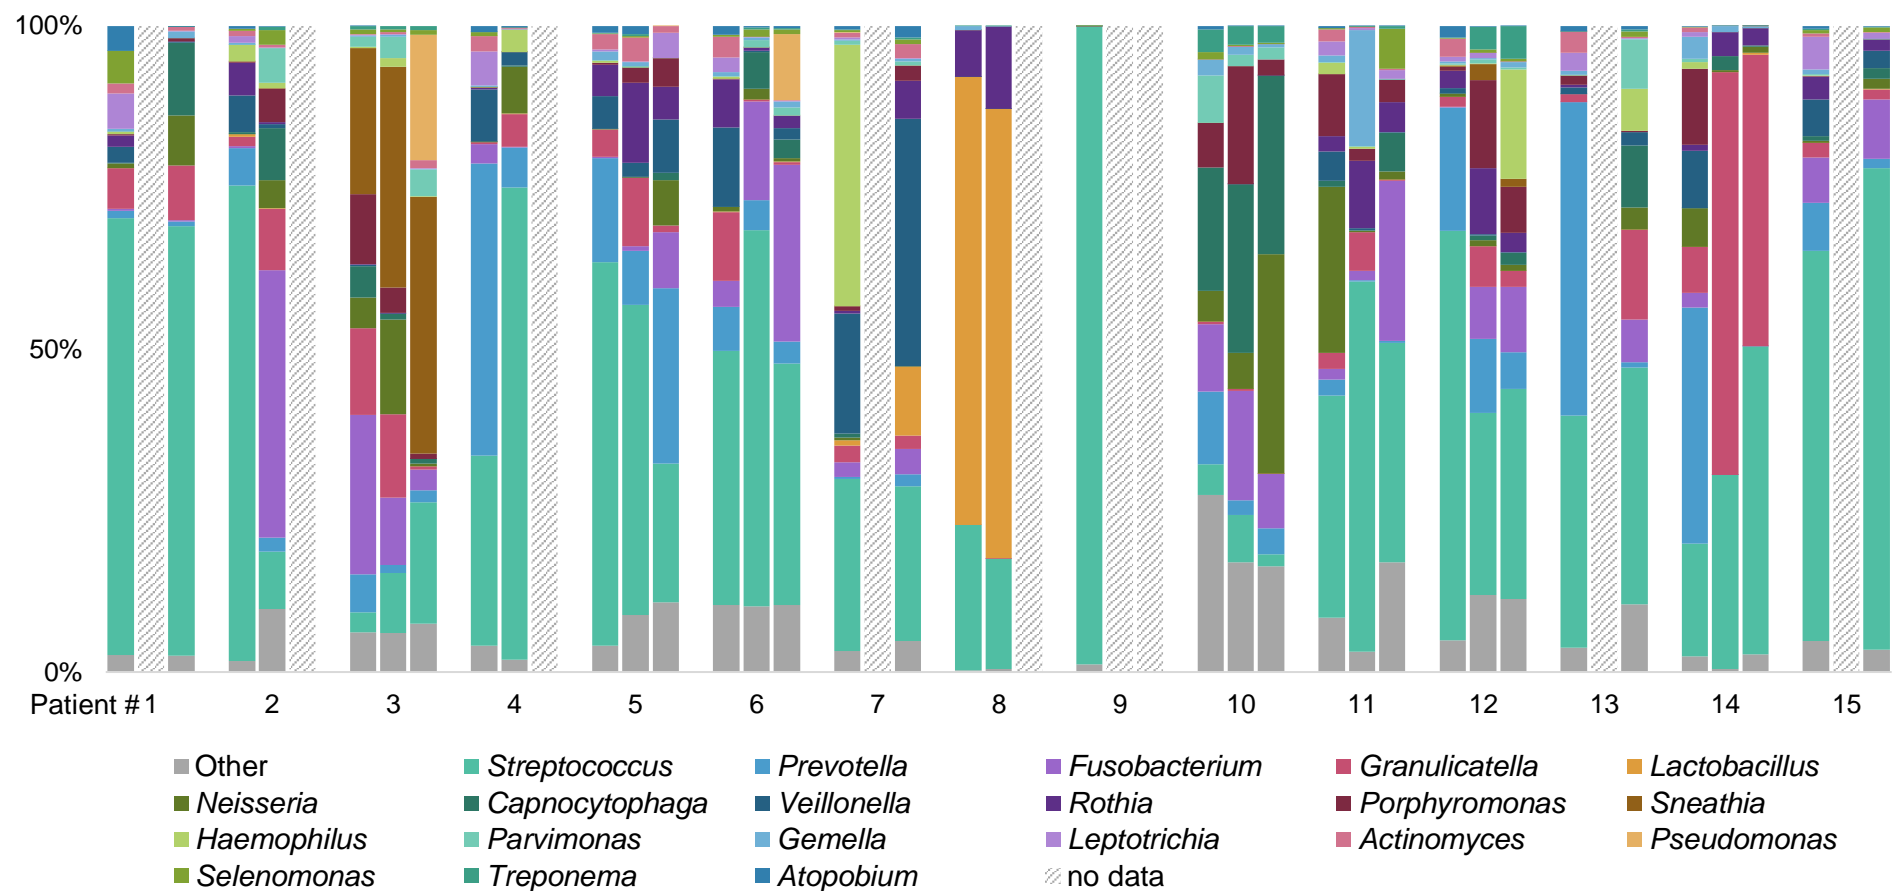 100%
50%
0%
Patient # 1 2 3 4 5 6 7 8 9 10 11 12 13 14 15
Other Streptococcus Prevotella Fusobacterium Granulicatella Lactobacillus
Neisseria Capnocytophaga Veillonella Rothia Porphyromonas Sneathia
Haemophilus Parvimonas Gemella Leptotrichia Actinomyces Pseudomonas
Selenomonas Treponema Atopobium no data